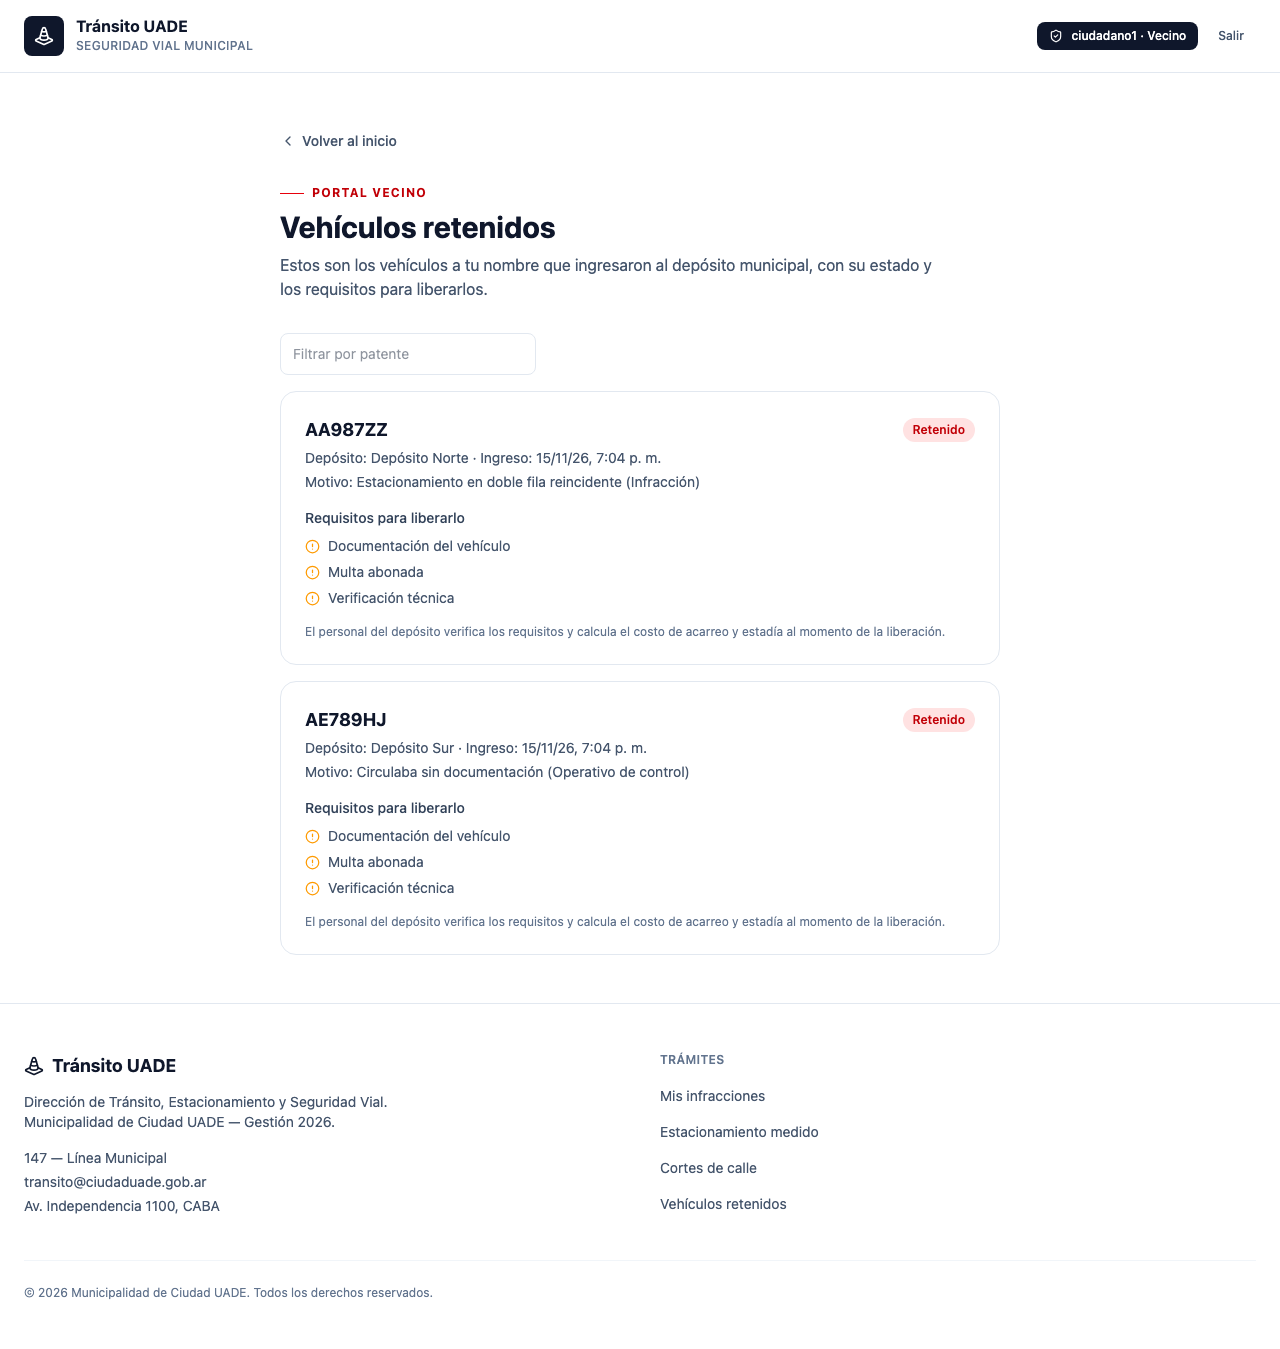 Tránsito UADE
SEGURIDAD VIAL MUNICIPAL
ciudadano1 · Vecino
Salir
Volver al inicio
PORTAL VECINO
Vehículos retenidos
Estos son los vehículos a tu nombre que ingresaron al depósito municipal, con su estado y
los requisitos para liberarlos.
Filtrar por patente
AA987ZZ
Retenido
Depósito: Depósito Norte · Ingreso: 15/11/26, 7:04 p. m.
Motivo: Estacionamiento en doble fila reincidente (Infracción)
Requisitos para liberarlo
Documentación del vehículo
Multa abonada
Verificación técnica
El personal del depósito verifica los requisitos y calcula el costo de acarreo y estadía al momento de la liberación.
AE789HJ
Retenido
Depósito: Depósito Sur · Ingreso: 15/11/26, 7:04 p. m.
Motivo: Circulaba sin documentación (Operativo de control)
Requisitos para liberarlo
Documentación del vehículo
Multa abonada
Verificación técnica
El personal del depósito verifica los requisitos y calcula el costo de acarreo y estadía al momento de la liberación.
Tránsito UADE
Dirección de Tránsito, Estacionamiento y Seguridad Vial.
Municipalidad de Ciudad UADE — Gestión 2026.
147 — Línea Municipal
transito@ciudaduade.gob.ar
Av. Independencia 1100, CABA
TRÁMITES
Mis infracciones
Estacionamiento medido
Cortes de calle
Vehículos retenidos
© 2026 Municipalidad de Ciudad UADE. Todos los derechos reservados.